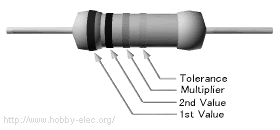 Tolerance
Multiplier
2nd Value
1st Value
http://www.hobby-elec.org/